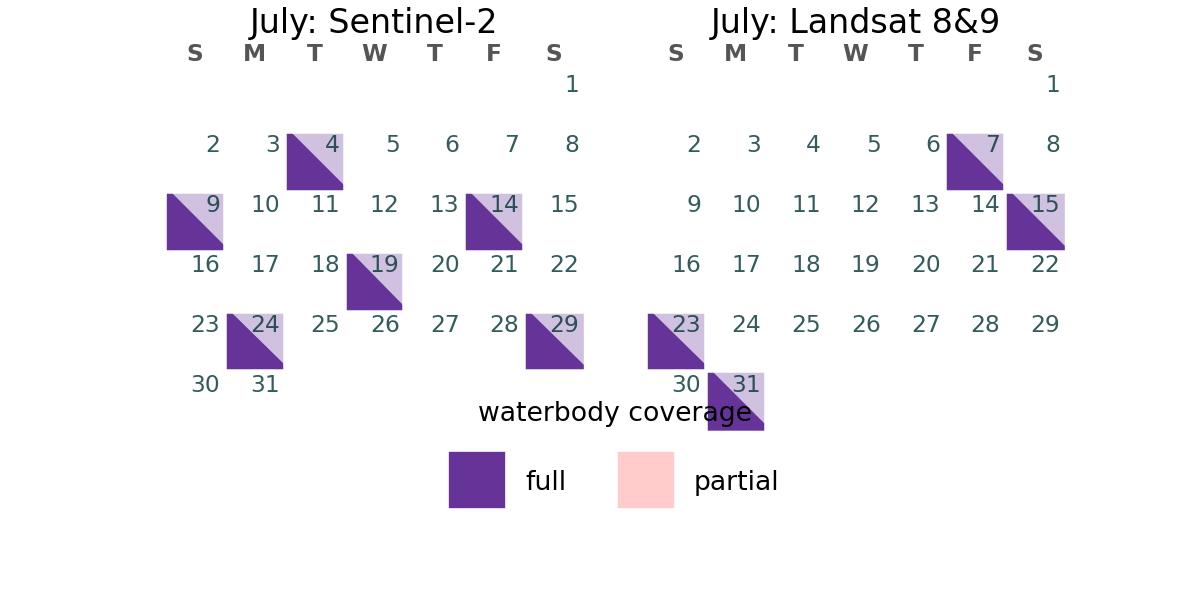 July: Sentinel-2
S M T W T F S
1
2 3 4 5 6 7 8
9 10 11 12 13 14 15
16 17 18 19 20 21 22
23 24 25 26 27 28 29
30 31
July: Landsat 8&9
S M T W T F S
1
2 3 4 5 6 7 8
9 10 11 12 13 14 15
16 17 18 19 20 21 22
23 24 25 26 27 28 29
30 31
waterbody coverage
full partial